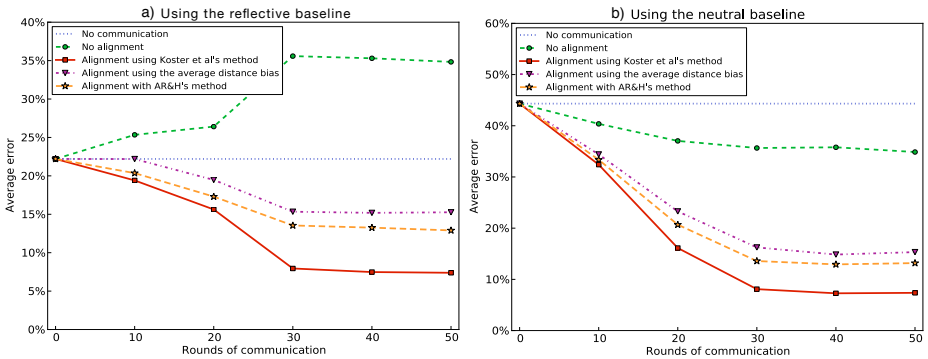 a) Using the reflective baseline
40%
35%
30%
25%
20%
15%
10%
5%
0%
Average error
No communication
No alignment
Alignment using Koster et al's method
Alignment using the average distance bias
Alignment with AR&H's method
0 10 20 30 40 50
Rounds of communication
b) Using the neutral baseline
60%
50%
40%
30%
20%
10%
0%
Average error
No communication
No alignment
Alignment using Koster et al's method
Alignment using the average distance bias
Alignment with AR&H's method
0 10 20 30 40 50
Rounds of communication